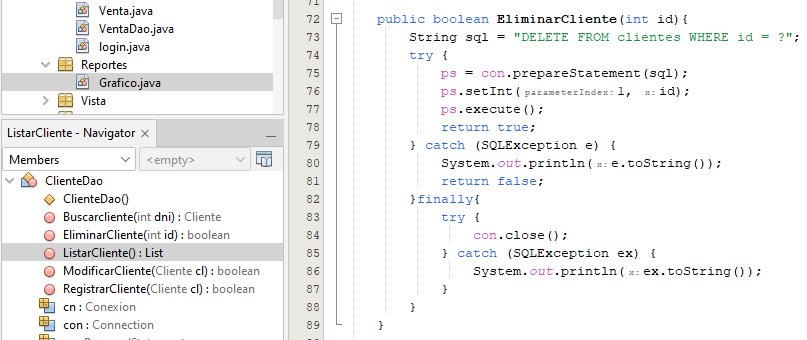 Venta.java
VentaDao.java
login.java
Reportes
Grafico.java
Vista
ListarCliente - Navigator
Members
<empty>
ClienteDao
ClienteDao()
Buscarcliente(int dni) : Cliente
EliminarCliente(int id) : boolean
ListarCliente() : List
ModificarCliente(Cliente cl) : boolean
RegistrarCliente(Cliente cl) : boolean
cn : Conexion
con : Connection
71
72 public boolean EliminarCliente(int id){
73 String sql = "DELETE FROM clientes WHERE id = ?";
74 try {
75 ps = con.prepareStatement(sql);
76 ps.setInt(parameterIndex: 1, x: id);
77 ps.execute();
78 return true;
79 } catch (SQLException e) {
80 System.out.println(x: e.toString());
81 return false;
82 }finally{
83 try {
84 con.close();
85 } catch (SQLException ex) {
86 System.out.println(x: ex.toString());
87 }
88 }
89 }